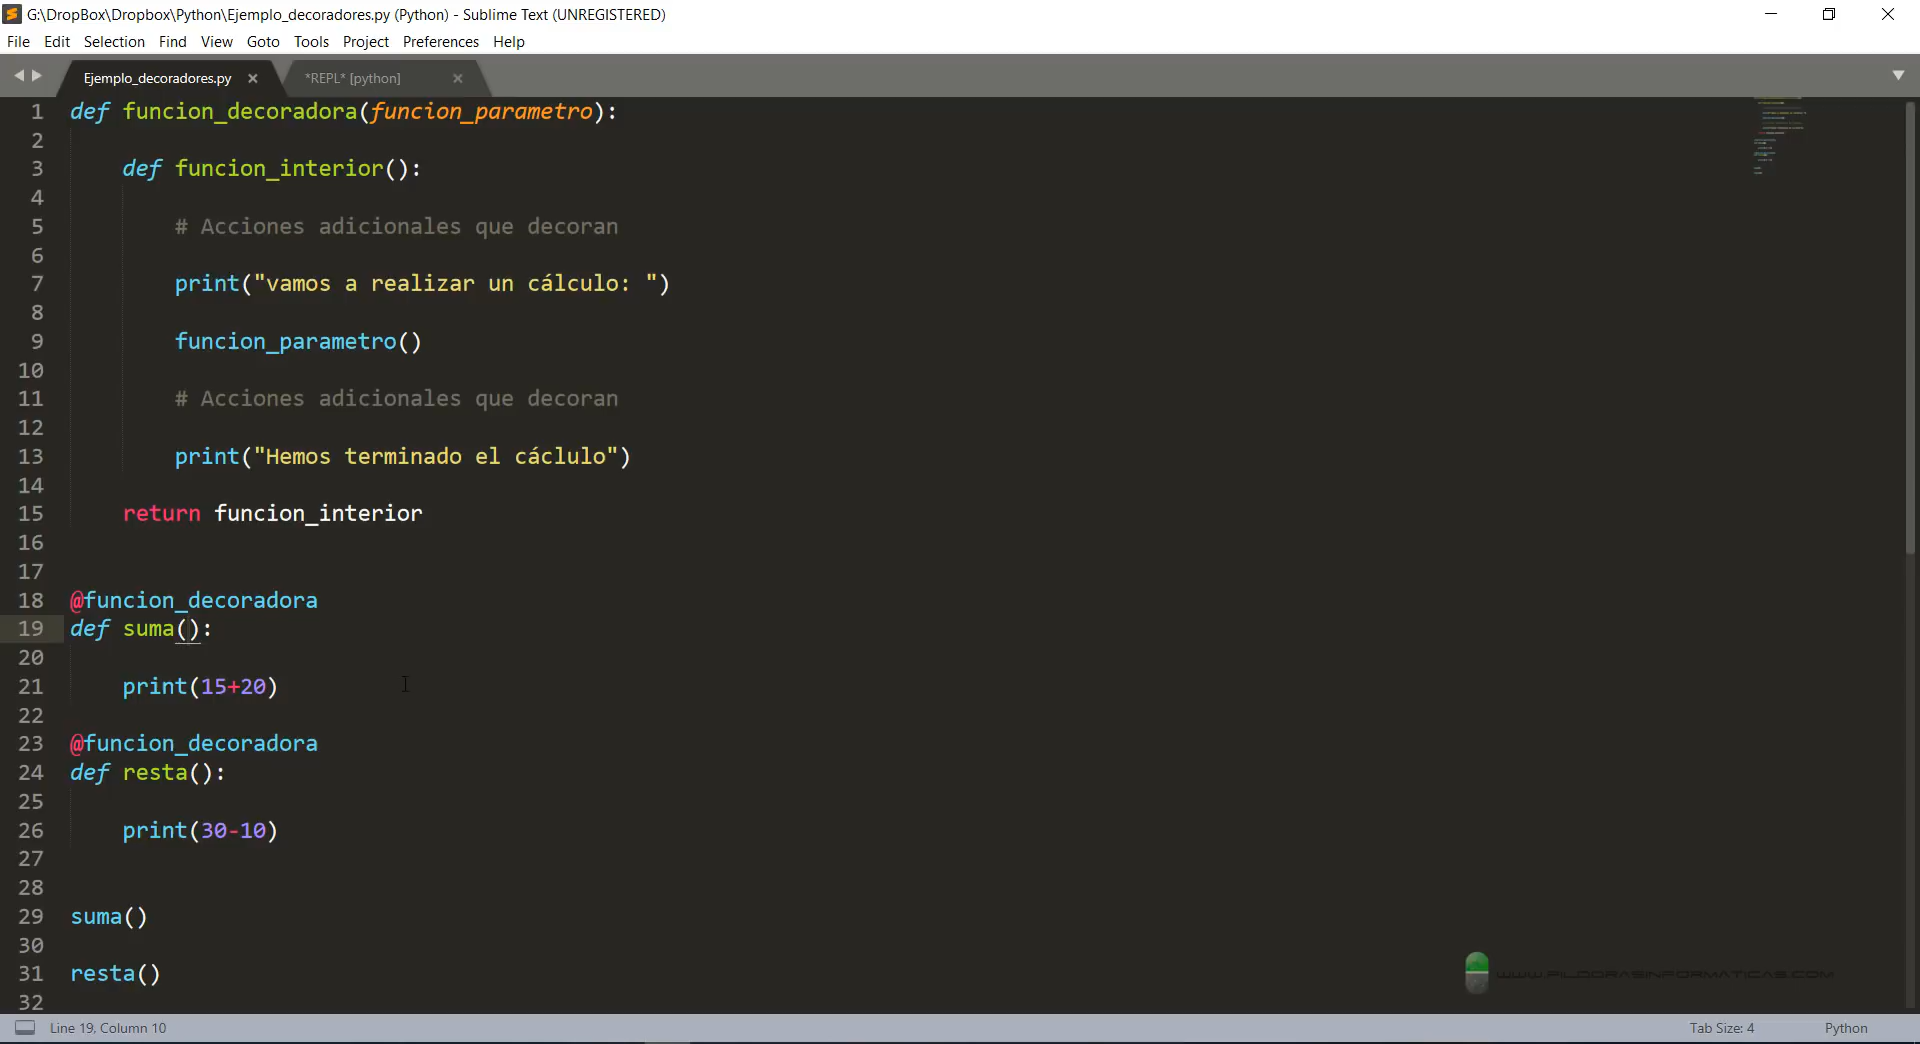 G:\DropBox\Dropbox\Python\Ejemplo_decoradores.py (Python) - Sublime Text (UNREGISTERED)
File Edit Selection Find View Goto Tools Project Preferences Help
Ejemplo_decoradores.py *REPL* [python]
1 def funcion_decoradora(funcion_parametro):
2
3 def funcion_interior():
4
5 # Acciones adicionales que decoran
6
7 print("vamos a realizar un cálculo: ")
8
9 funcion_parametro()
10
11 # Acciones adicionales que decoran
12
13 print("Hemos terminado el cáclulo")
14
15 return funcion_interior
16
17
18 @funcion_decoradora
19 def suma():
20
21 print(15+20)
22
23 @funcion_decoradora
24 def resta():
25
26 print(30-10)
27
28
29 suma()
30
31 resta()
32
WWW.PILDORASINFORMATICAS.COM
Line 19, Column 10 Tab Size: 4 Python